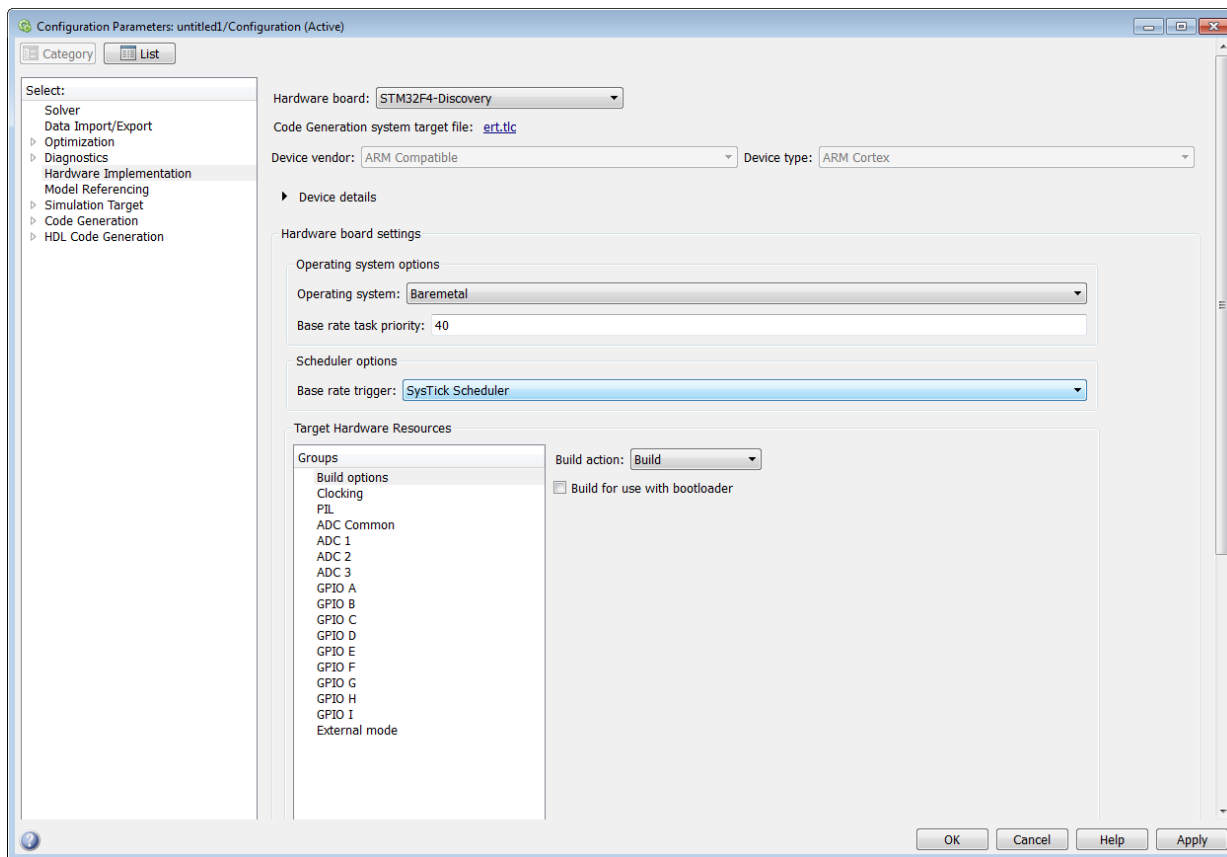 Configuration Parameters: untitled1/Configuration (Active)
Category
List
Select:
Solver
Data Import/Export
Optimization
Diagnostics
Hardware Implementation
Model Referencing
Simulation Target
Code Generation
HDL Code Generation
Hardware board: STM32F4-Discovery
Code Generation system target file: ert.tlc
Device vendor: ARM Compatible Device type: ARM Cortex
Device details
Hardware board settings
Operating system options
Operating system: Baremetal
Base rate task priority: 40
Scheduler options
Base rate trigger: SysTick Scheduler
Target Hardware Resources
Groups
Build options
Clocking
PIL
ADC Common
ADC 1
ADC 2
ADC 3
GPIO A
GPIO B
GPIO C
GPIO D
GPIO E
GPIO F
GPIO G
GPIO H
GPIO I
External mode
Build action: Build
Build for use with bootloader
OK Cancel Help Apply